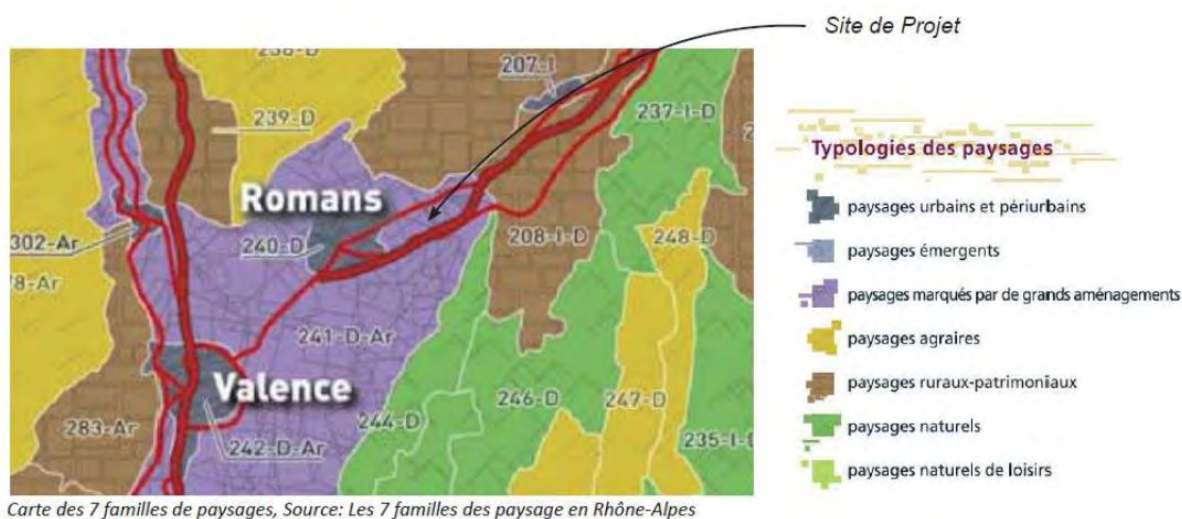 Site de Projet
238-D
207-I
237-I-D
239-D
Romans
302-Ar
240-D
208-I-D
248-D
78-Ar
241-D-Ar
Valence
246-D
247-D
244-D
283-Ar
242-D-Ar
235-I-D
Typologies des paysages
paysages urbains et périurbains
paysages émergents
paysages marqués par de grands aménagements
paysages agraires
paysages ruraux-patrimoniaux
paysages naturels
paysages naturels de loisirs
Carte des 7 familles de paysages, Source: Les 7 familles des paysage en Rhône-Alpes